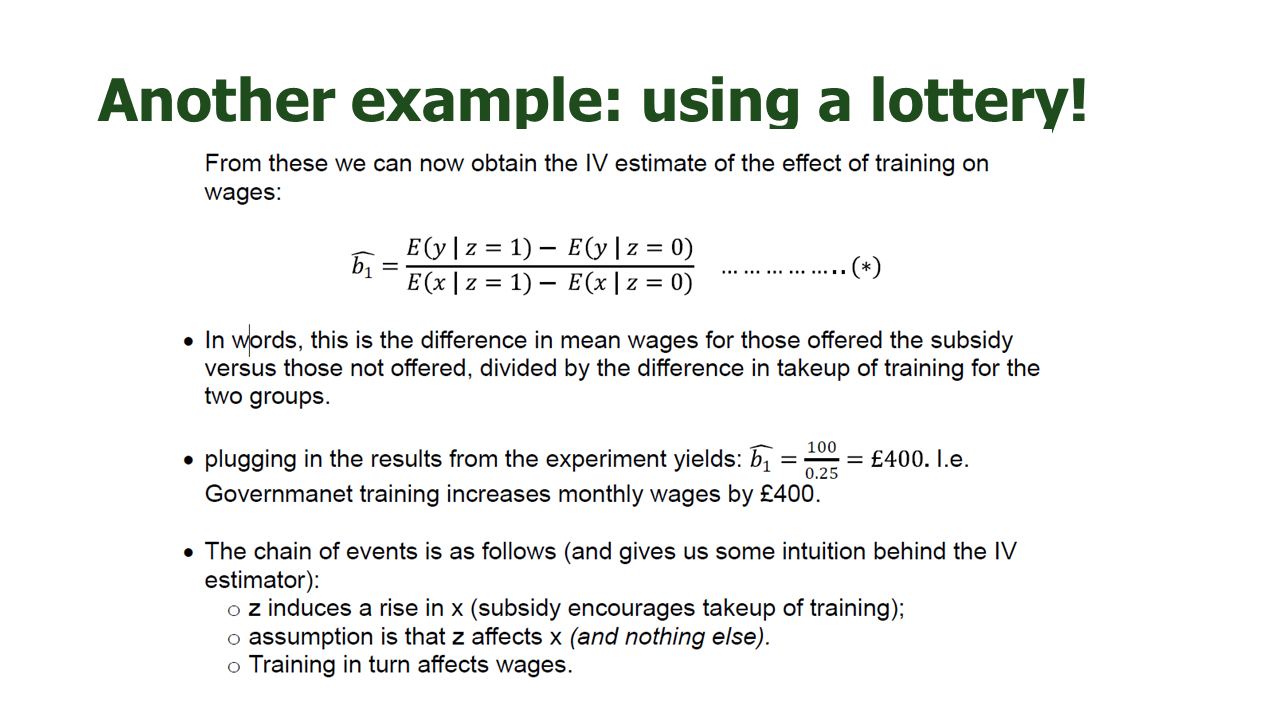 Another example: using a lottery!
From these we can now obtain the IV estimate of the effect of training on
wages:
$\widehat{b_1} = \frac{E(y \mid z = 1) - E(y \mid z = 0)}{E(x \mid z = 1) - E(x \mid z = 0)}$ … … … … ….. (*)
• In words, this is the difference in mean wages for those offered the subsidy
versus those not offered, divided by the difference in takeup of training for the
two groups.
• plugging in the results from the experiment yields: $\widehat{b_1} = \frac{100}{0.25}$ = £400. I.e.
Governmanet training increases monthly wages by £400.
• The chain of events is as follows (and gives us some intuition behind the IV
estimator):
○ z induces a rise in x (subsidy encourages takeup of training);
○ assumption is that z affects x (and nothing else).
○ Training in turn affects wages.